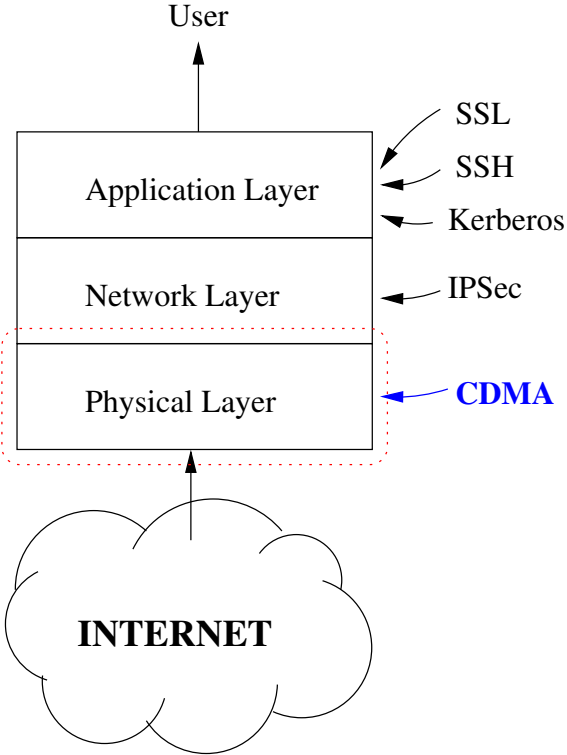 User
SSL
Application Layer
SSH
Kerberos
Network Layer
IPSec
Physical Layer
CDMA
INTERNET